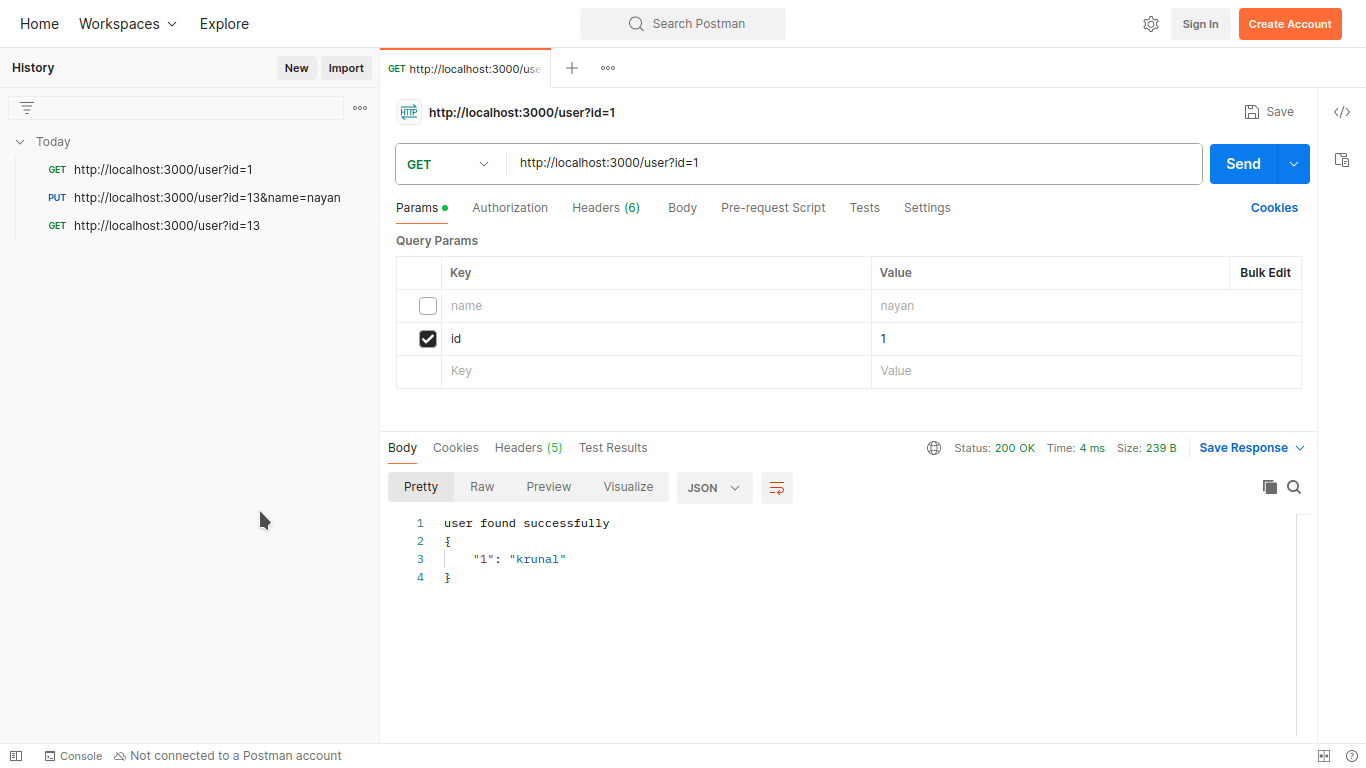 Home Workspaces Explore Search Postman Sign In Create Account
History New Import
GET http://localhost:3000/use
Today
GET http://localhost:3000/user?id=1
PUT http://localhost:3000/user?id=13&name=nayan
GET http://localhost:3000/user?id=13
HTTP http://localhost:3000/user?id=1 Save
GET http://localhost:3000/user?id=1 Send
Params Authorization Headers (6) Body Pre-request Script Tests Settings Cookies
Query Params
Key Value Bulk Edit
name nayan
id 1
Key Value
Body Cookies Headers (5) Test Results Status: 200 OK Time: 4 ms Size: 239 B Save Response
Pretty Raw Preview Visualize JSON
1 user found successfully
2 {
3 "1": "krunal"
4 }
Console Not connected to a Postman account